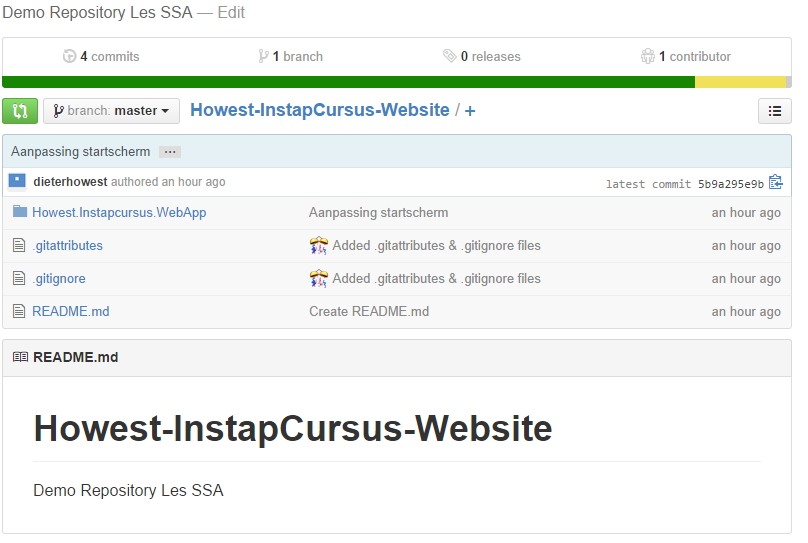 Demo Repository Les SSA — Edit
4 commits 1 branch 0 releases 1 contributor
branch: master Howest-InstapCursus-Website / +
Aanpassing startscherm ...
dieterhowest authored an hour ago latest commit 5b9a295e9b
Howest.Instapcursus.WebApp Aanpassing startscherm an hour ago
.gitattributes Added .gitattributes & .gitignore files an hour ago
.gitignore Added .gitattributes & .gitignore files an hour ago
README.md Create README.md an hour ago
README.md
Howest-InstapCursus-Website
Demo Repository Les SSA